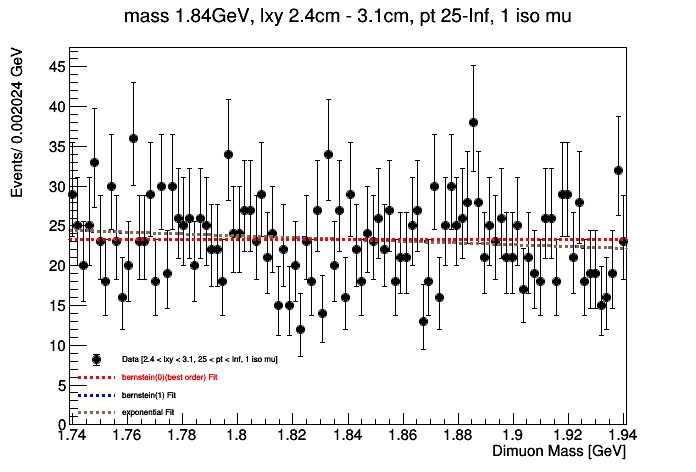 mass 1.84GeV, lxy 2.4cm - 3.1cm, pt 25-Inf, 1 iso mu
Events/ 0.002024 GeV
45
40
35
30
25
20
15
10
5
0
Data [2.4 < lxy < 3.1, 25 < pt < Inf, 1 iso mu]
bernstein(0)(best order) Fit
bernstein(1) Fit
exponential Fit
1.74 1.76 1.78 1.8 1.82 1.84 1.86 1.88 1.9 1.92 1.94
Dimuon Mass [GeV]